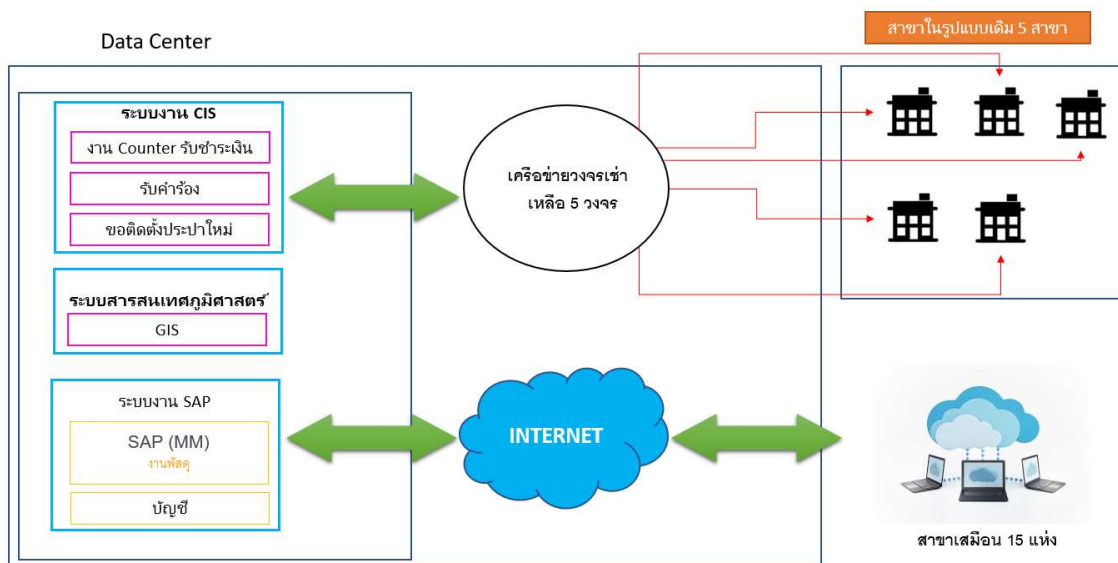 สาขาในรูปแบบเดิม 5 สาขา
Data Center
ระบบงาน CIS
งาน Counter รับชำระเงิน
รับคำร้อง
ขอติดตั้งประปาใหม่
เครือข่ายวงจรเช่า
เหลือ 5 วงจร
ระบบสารสนเทศภูมิศาสตร์
GIS
ระบบงาน SAP
SAP (MM)
งานพัสดุ
บัญชี
INTERNET
สาขาเสมือน 15 แห่ง